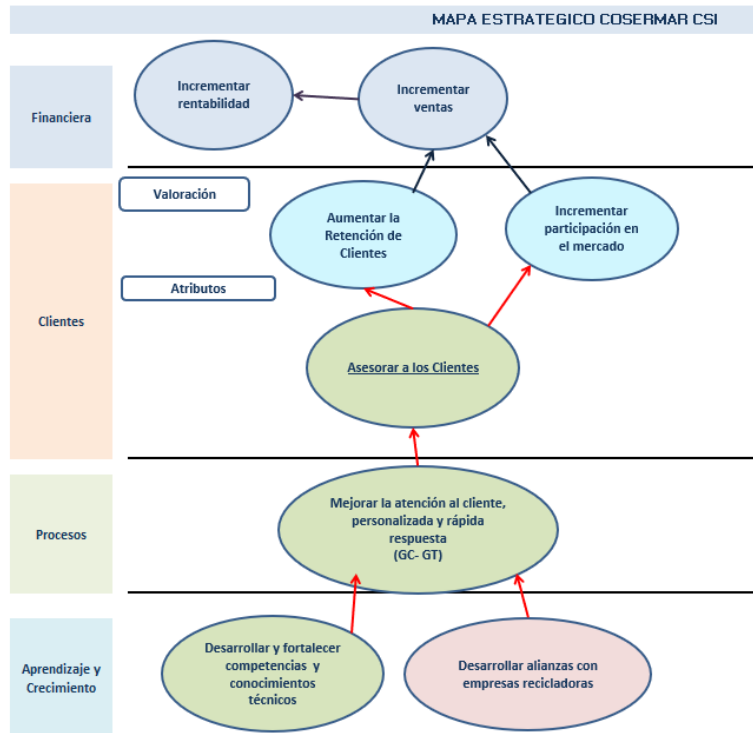 MAPA ESTRATEGICO COSERMAR CSI
Financiera
Incrementar
rentabilidad
Incrementar
ventas
Clientes
Valoración
Aumentar la
Retención de
Clientes
Incrementar
participación en
el mercado
Atributos
Asesorar a los Clientes
Procesos
Mejorar la atención al cliente,
personalizada y rápida
respuesta
(GC- GT)
Aprendizaje y
Crecimiento
Desarrollar y fortalecer
competencias y
conocimientos
técnicos
Desarrollar alianzas con
empresas recicladoras